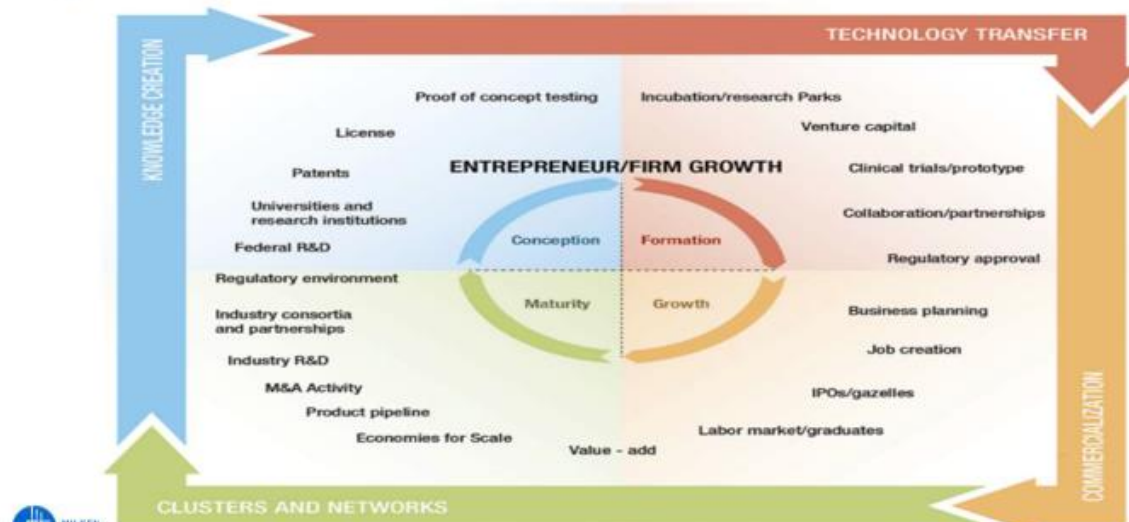 TECHNOLOGY TRANSFER
KNOWLEDGE CREATION
Proof of concept testing
Incubation/research Parks
License
Venture capital
ENTREPRENEUR/FIRM GROWTH
Patents
Clinical trials/prototype
Universities and
research institutions
Collaboration/partnerships
Conception
Formation
Federal R&D
Regulatory approval
Regulatory environment
Maturity
Growth
Industry consortia
and partnerships
Business planning
Industry R&D
Job creation
M&A Activity
IPOs/gazelles
Product pipeline
Economies for Scale
Labor market/graduates
Value - add
COMMERCIALIZATION
CLUSTERS AND NETWORKS